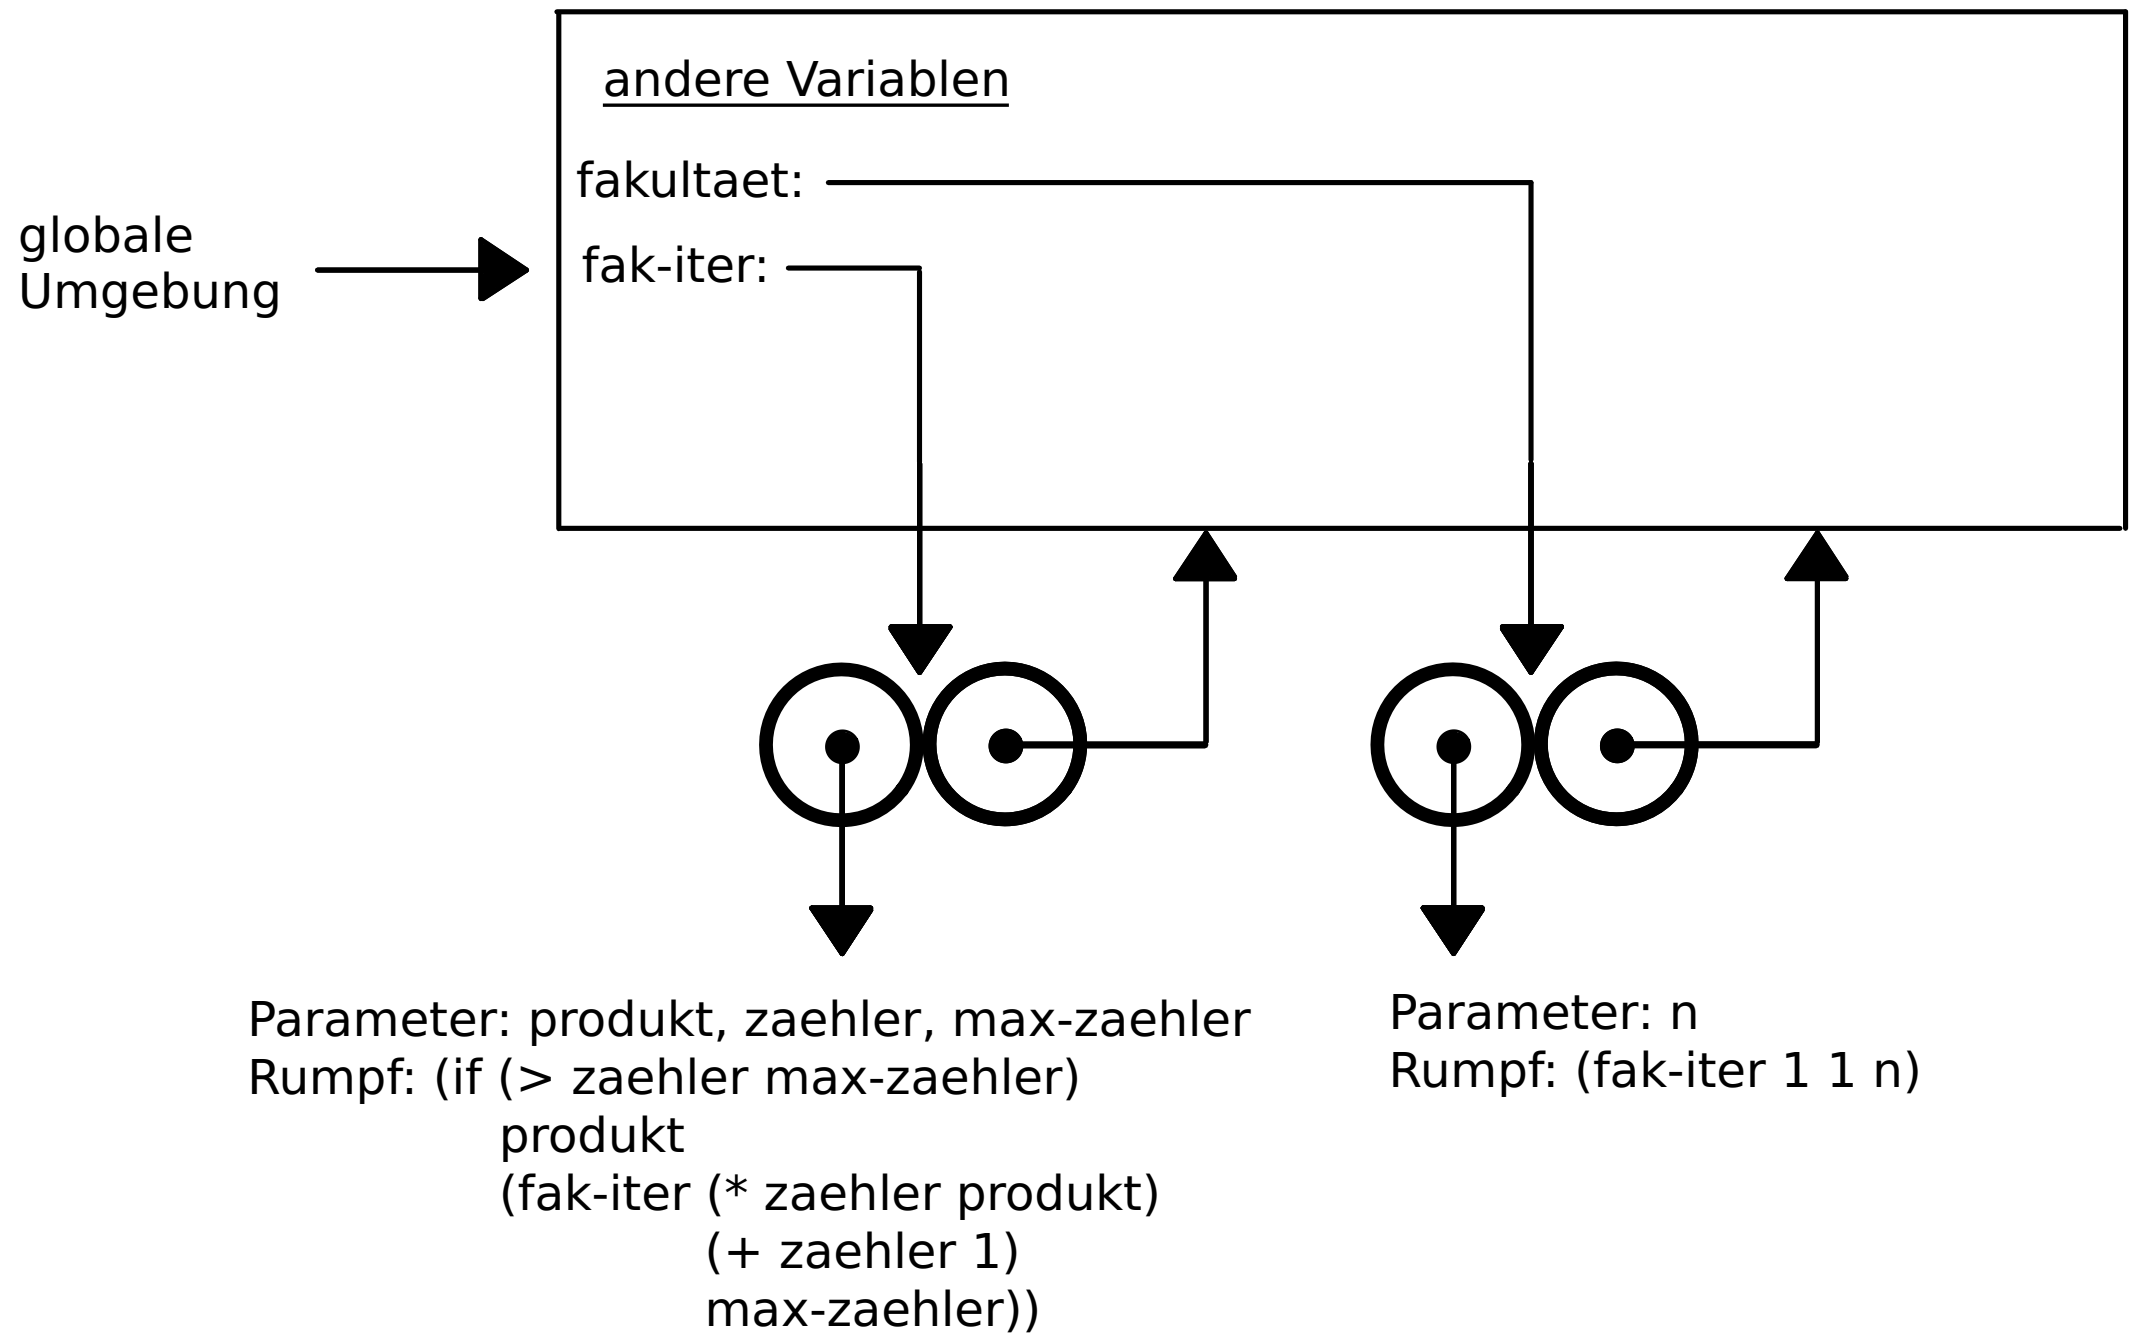 andere Variablen
fakultaet:
globale
Umgebung
fak-iter:
Parameter: produkt, zaehler, max-zaehler
Rumpf: (if (> zaehler max-zaehler)
produkt
(fak-iter (* zaehler produkt)
(+ zaehler 1)
max-zaehler))
Parameter: n
Rumpf: (fak-iter 1 1 n)